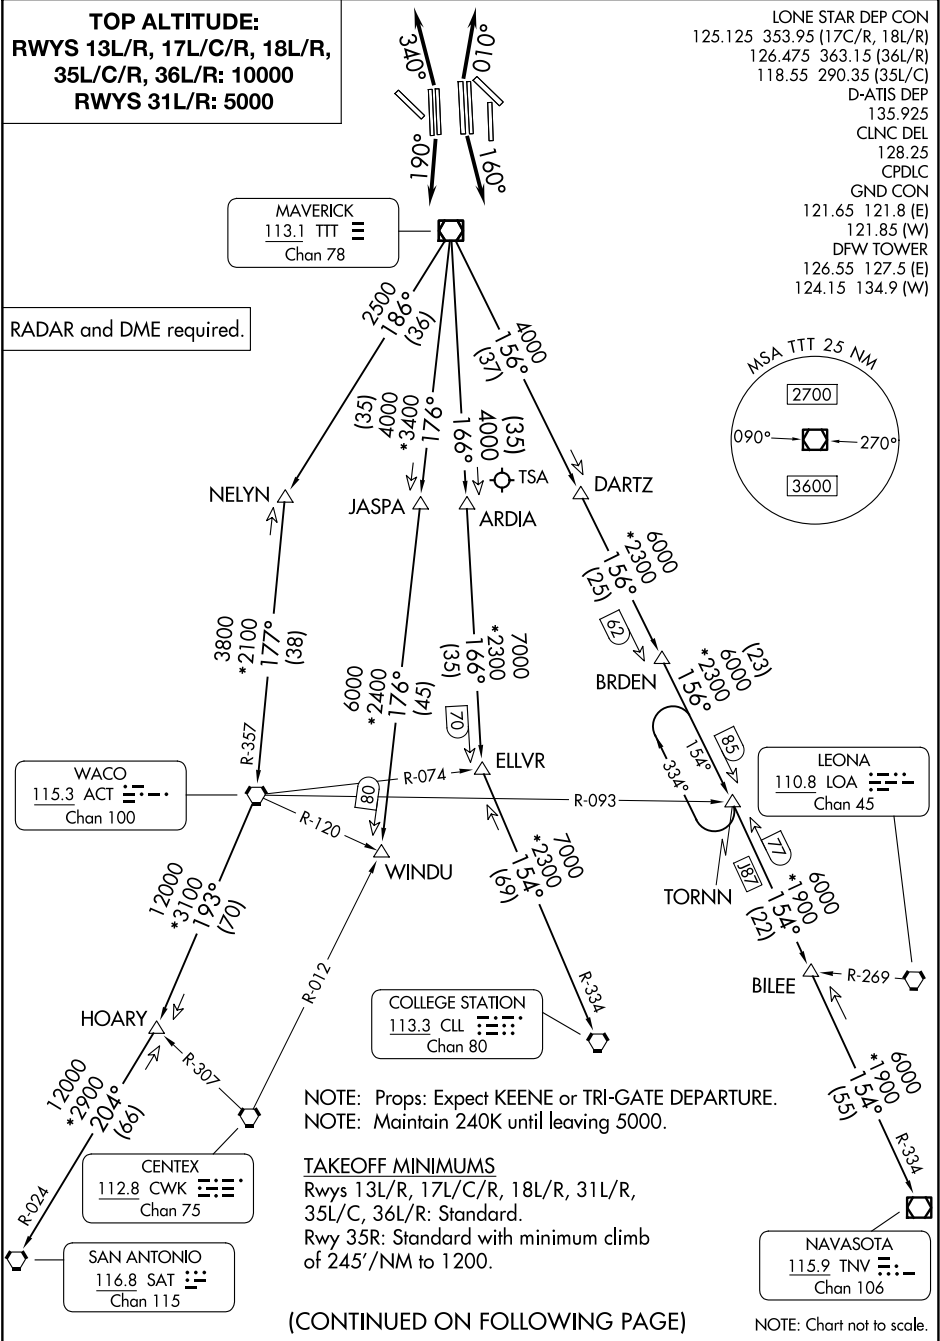 TOP ALTITUDE:
RWYS 13L/R, 17L/C/R, 18L/R,
35L/C/R, 36L/R: 10000
RWYS 31L/R: 5000
340°
010°
190°
160°
LONE STAR DEP CON
125.125 353.95 (17C/R, 18L/R)
126.475 363.15 (36L/R)
118.55 290.35 (35L/C)
D-ATIS DEP
135.925
CLNC DEL
128.25
CPDLC
GND CON
121.65 121.8 (E)
121.85 (W)
DFW TOWER
126.55 127.5 (E)
124.15 134.9 (W)
MAVERICK
113.1 TTT
Chan 78
RADAR and DME required.
MSA TTT 25 NM
2700
090°
270°
3600
2500
186°
(36)
(35)
4000
*3400
176°
166°
4000
(35)
4000
156°
(37)
TSA
NELYN
JASPA
ARDIA
DARTZ
3800
*2100
177°
(38)
6000
*2400
176°
(45)
7000
*2300
166°
(35)
6000
*2300
156°
(25)
62
BRDEN
(23)
6000
*2300
156°
70
80
85
154°
334°
R-357
WACO
115.3 ACT
Chan 100
R-074
R-093
R-120
ELLVR
WINDU
TORNN
LEONA
110.8 LOA
Chan 45
77
J87
6000
*1900
154°
(22)
7000
*2300
154°
(69)
12000
*3100
193°
(70)
R-012
R-334
BILEE
R-269
HOARY
R-307
COLLEGE STATION
113.3 CLL
Chan 80
12000
*2900
204°
(66)
R-024
6000
*1900
154°
(55)
R-334
CENTEX
112.8 CWK
Chan 75
SAN ANTONIO
116.8 SAT
Chan 115
NOTE: Props: Expect KEENE or TRI-GATE DEPARTURE.
NOTE: Maintain 240K until leaving 5000.
TAKEOFF MINIMUMS
Rwys 13L/R, 17L/C/R, 18L/R, 31L/R,
35L/C, 36L/R: Standard.
Rwy 35R: Standard with minimum climb
of 245'/NM to 1200.
NAVASOTA
115.9 TNV
Chan 106
(CONTINUED ON FOLLOWING PAGE)
NOTE: Chart not to scale.